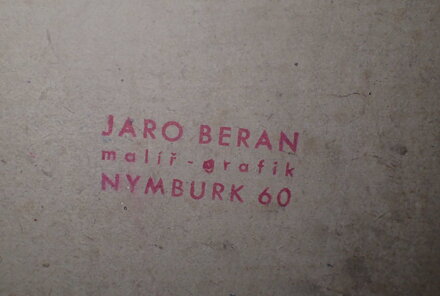 JARO BERAN
malíř - grafik
NYMBURK 60